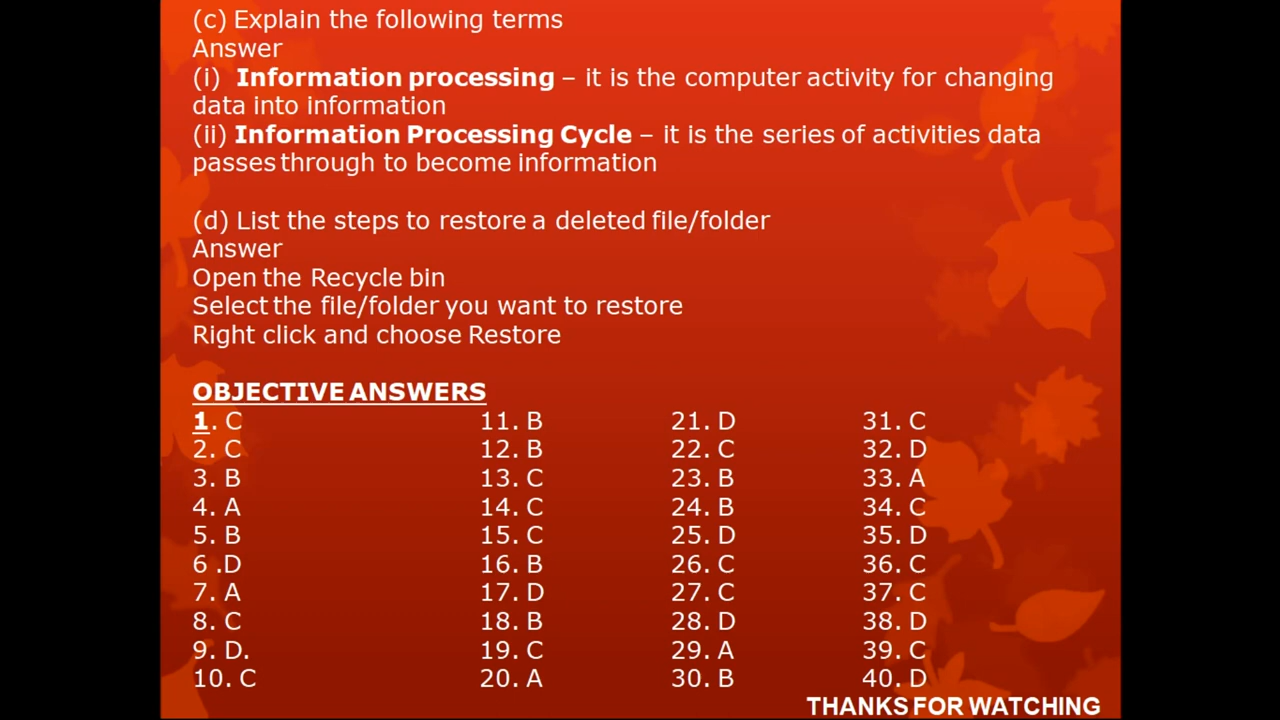 (c) Explain the following terms
Answer
(i) Information processing – it is the computer activity for changing
data into information
(ii) Information Processing Cycle – it is the series of activities data
passes through to become information
(d) List the steps to restore a deleted file/folder
Answer
Open the Recycle bin
Select the file/folder you want to restore
Right click and choose Restore
OBJECTIVE ANSWERS
1. C 11. B 21. D 31. C
2. C 12. B 22. C 32. D
3. B 13. C 23. B 33. A
4. A 14. C 24. B 34. C
5. B 15. C 25. D 35. D
6 .D 16. B 26. C 36. C
7. A 17. D 27. C 37. C
8. C 18. B 28. D 38. D
9. D. 19. C 29. A 39. C
10. C 20. A 30. B 40. D
THANKS FOR WATCHING